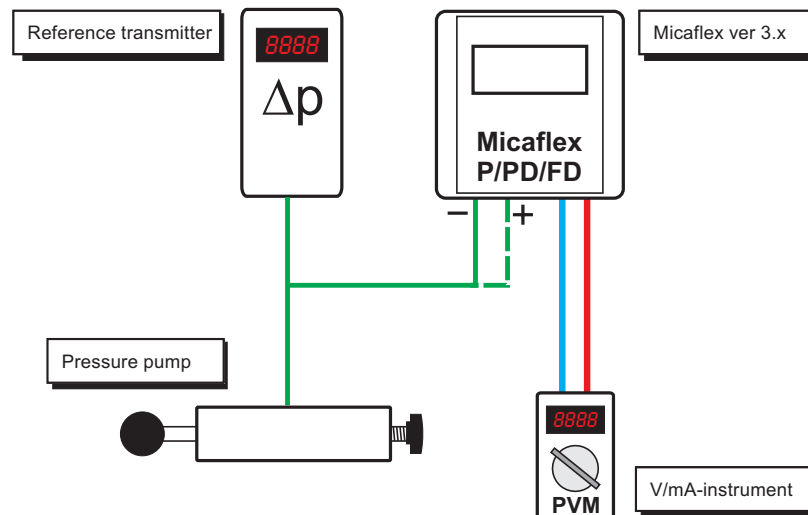 Reference transmitter
8888
Δp
Micaflex ver 3.x
Micaflex
P/PD/FD
− +
Pressure pump
8888
PVM
V/mA-instrument